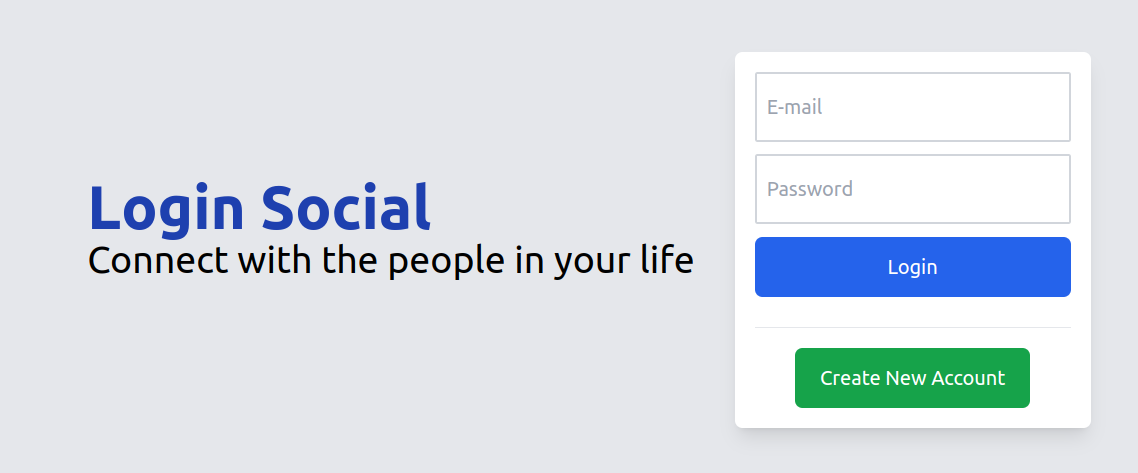 Login Social
Connect with the people in your life
E-mail
Password
Login
Create New Account